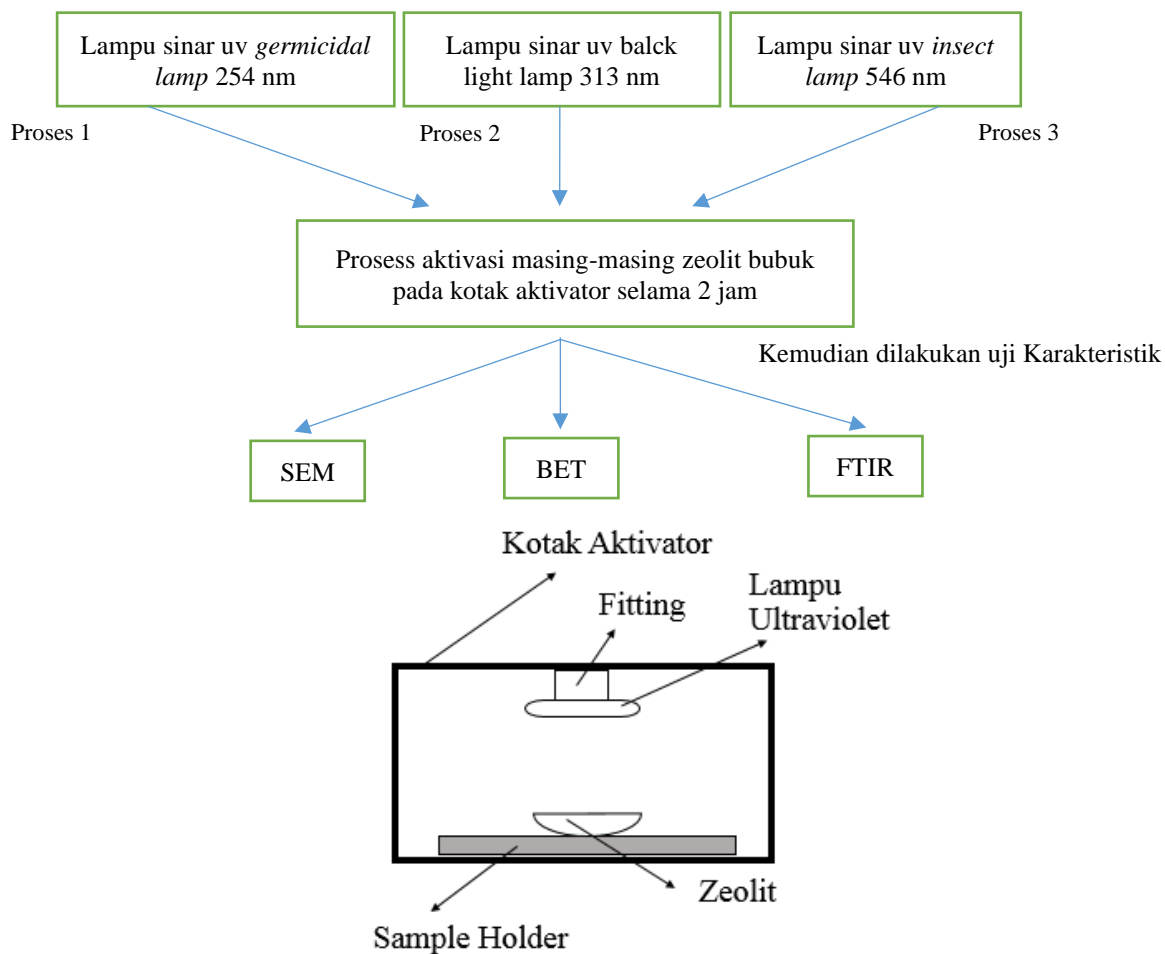 Lampu sinar uv germicidal
lamp 254 nm
Lampu sinar uv balck
light lamp 313 nm
Lampu sinar uv insect
lamp 546 nm
Proses 1
Proses 2
Proses 3
Prosess aktivasi masing-masing zeolit bubuk
pada kotak aktivator selama 2 jam
Kemudian dilakukan uji Karakteristik
SEM
BET
FTIR
Kotak Aktivator
Fitting
Lampu
Ultraviolet
Zeolit
Sample Holder